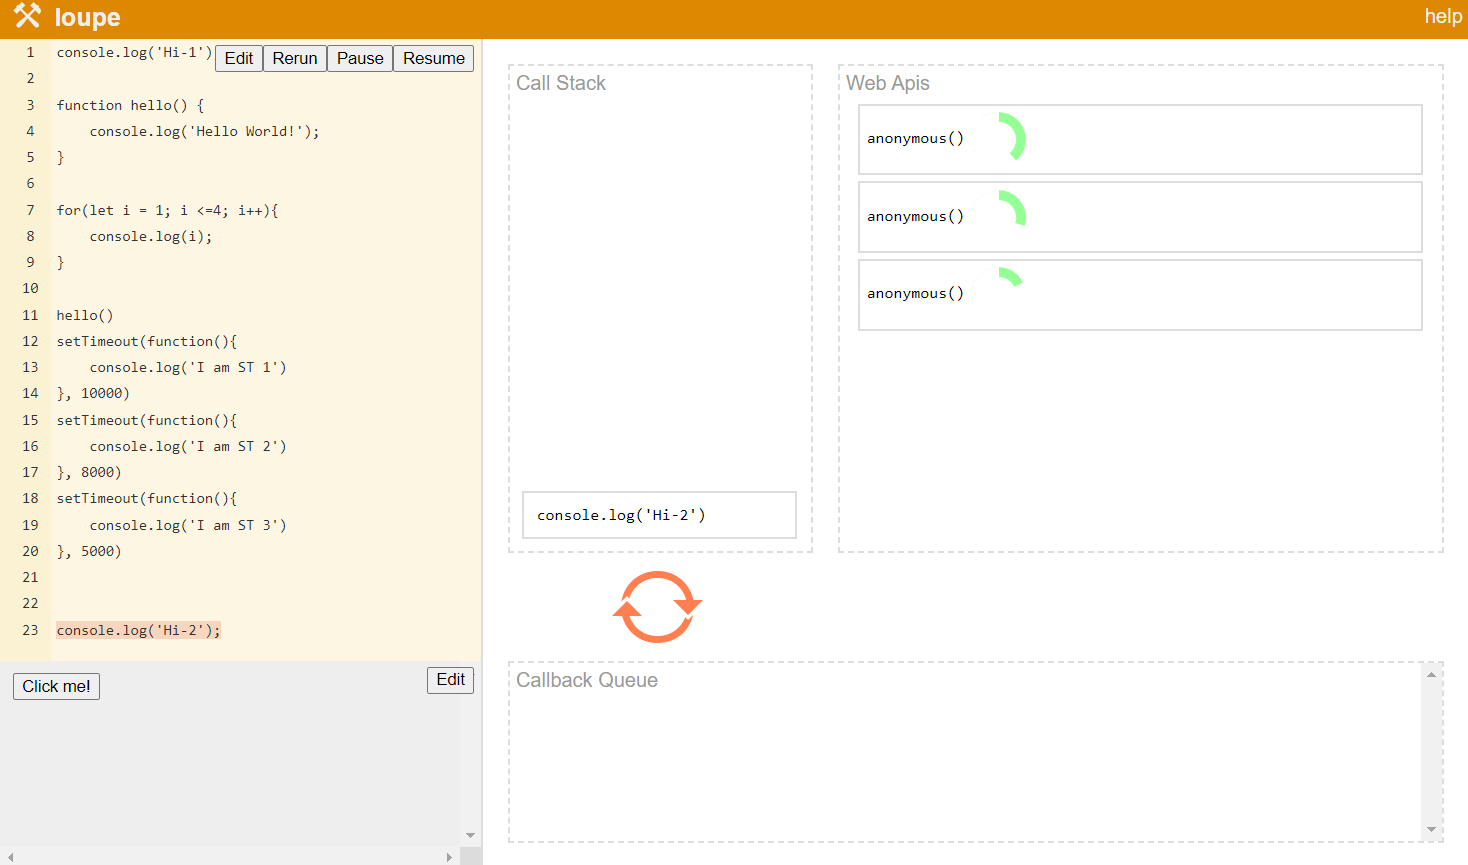 loupe
help
1 console.log('Hi-1')
Edit Rerun Pause Resume
2
3 function hello() {
4     console.log('Hello World!');
5 }
6
7 for(let i = 1; i <=4; i++){
8     console.log(i);
9 }
10
11 hello()
12 setTimeout(function(){
13     console.log('I am ST 1')
14 }, 10000)
15 setTimeout(function(){
16     console.log('I am ST 2')
17 }, 8000)
18 setTimeout(function(){
19     console.log('I am ST 3')
20 }, 5000)
21
22
23 console.log('Hi-2');
Click me!
Edit
Call Stack
console.log('Hi-2')
Web Apis
anonymous()
anonymous()
anonymous()
Callback Queue